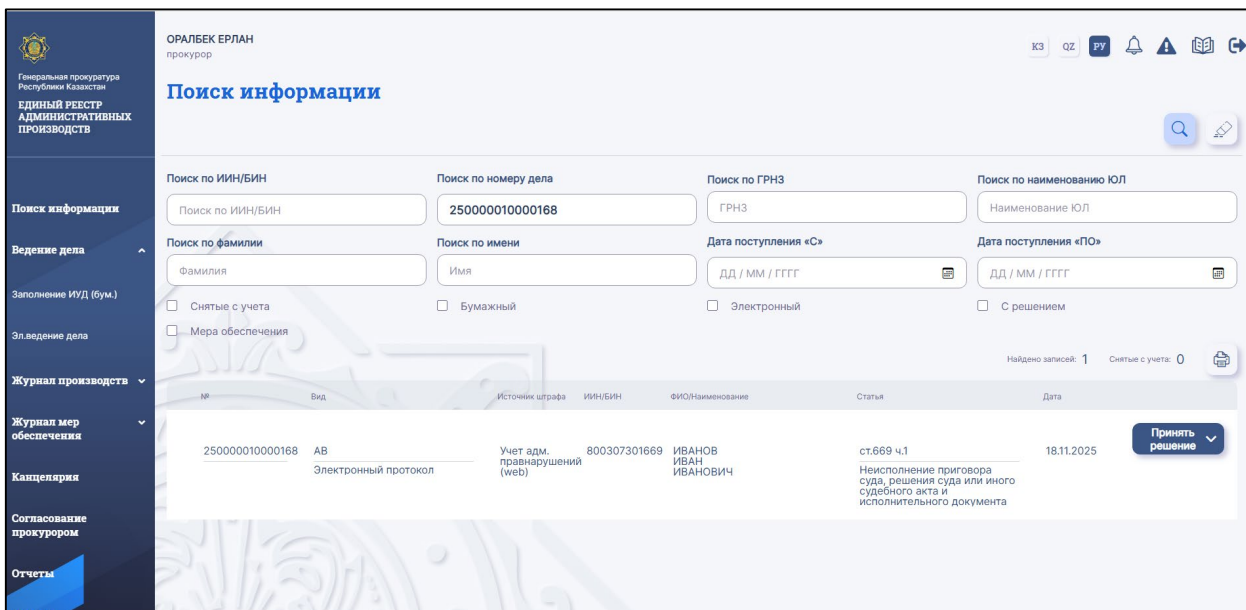 Генеральная прокуратура
Республики Казахстан
ЕДИНЫЙ РЕЕСТР
АДМИНИСТРАТИВНЫХ
ПРОИЗВОДСТВ
Поиск информации
Ведение дела
Заполнение ИУД (бум.)
Эл.ведение дела
Журнал производств
Журнал мер
обеспечения
Канцелярия
Согласование
прокурором
Отчеты
ОРАЛБЕК ЕРЛАН
прокурор
КЗ QZ РУ
Поиск информации
Поиск по ИИН/БИН Поиск по номеру дела Поиск по ГРНЗ Поиск по наименованию ЮЛ
Поиск по ИИН/БИН 250000010000168 ГРНЗ Наименование ЮЛ
Поиск по фамилии Поиск по имени Дата поступления «С» Дата поступления «ПО»
Фамилия Имя ДД / ММ / ГГГГ ДД / ММ / ГГГГ
Снятые с учета Бумажный Электронный С решением
Мера обеспечения
Найдено записей: 1 Снятые с учета: 0
№ Вид Источник штрафа ИИН/БИН ФИО/Наименование Статья Дата
250000010000168 АВ Учет адм. 800307301669 ИВАНОВ ст.669 ч.1 18.11.2025 Принять
правнарушений ИВАН решение
Электронный протокол (web) ИВАНОВИЧ Неисполнение приговора
суда, решения суда или иного
судебного акта и
исполнительного документа